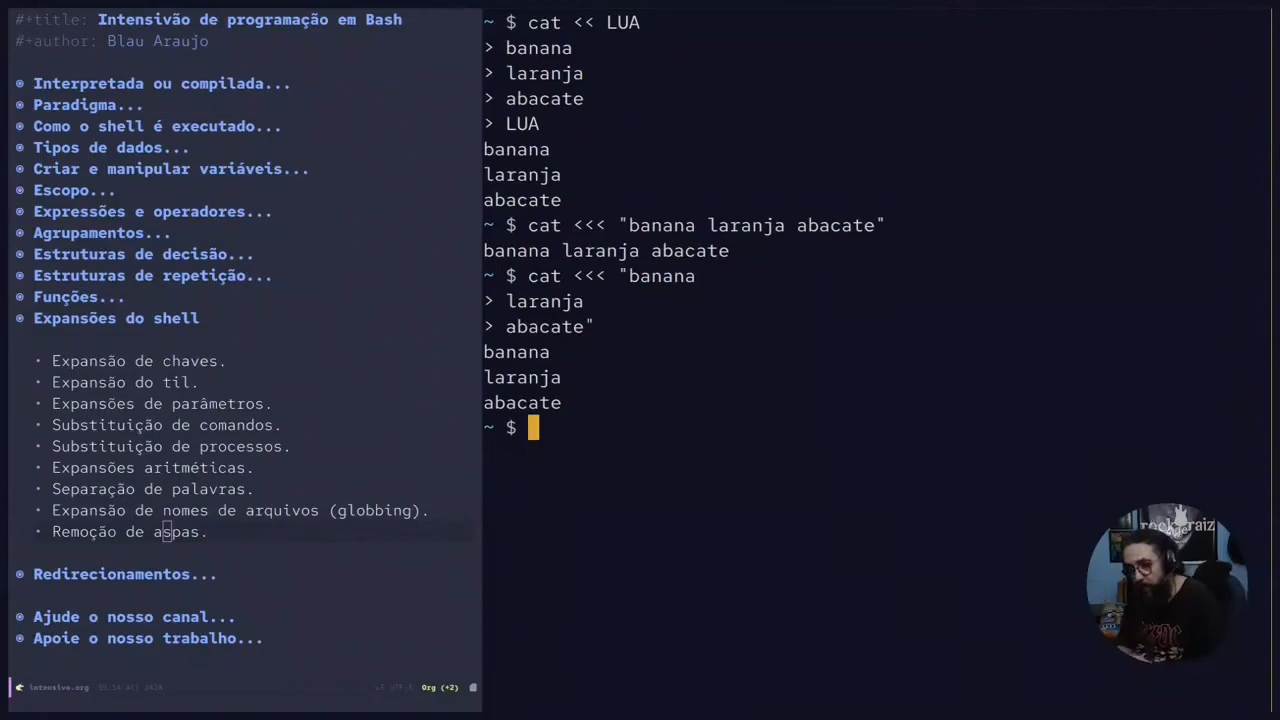 #+title: Intensivão de programação em Bash
#+author: Blau Araujo
Interpretada ou compilada...
Paradigma...
Como o shell é executado...
Tipos de dados...
Criar e manipular variáveis...
Escopo...
Expressões e operadores...
Agrupamentos...
Estruturas de decisão...
Estruturas de repetição...
Funções...
Expansões do shell
· Expansão de chaves.
· Expansão do til.
· Expansões de parâmetros.
· Substituição de comandos.
· Substituição de processos.
· Expansões aritméticas.
· Separação de palavras.
· Expansão de nomes de arquivos (globbing).
· Remoção de aspas.
Redirecionamentos...
Ajude o nosso canal...
Apoie o nosso trabalho...
intensivo.org
Org (+2)
~ $ cat << LUA
> banana
> laranja
> abacate
> LUA
banana
laranja
abacate
~ $ cat <<< "banana laranja abacate"
banana laranja abacate
~ $ cat <<< "banana
> laranja
> abacate"
banana
laranja
abacate
~ $